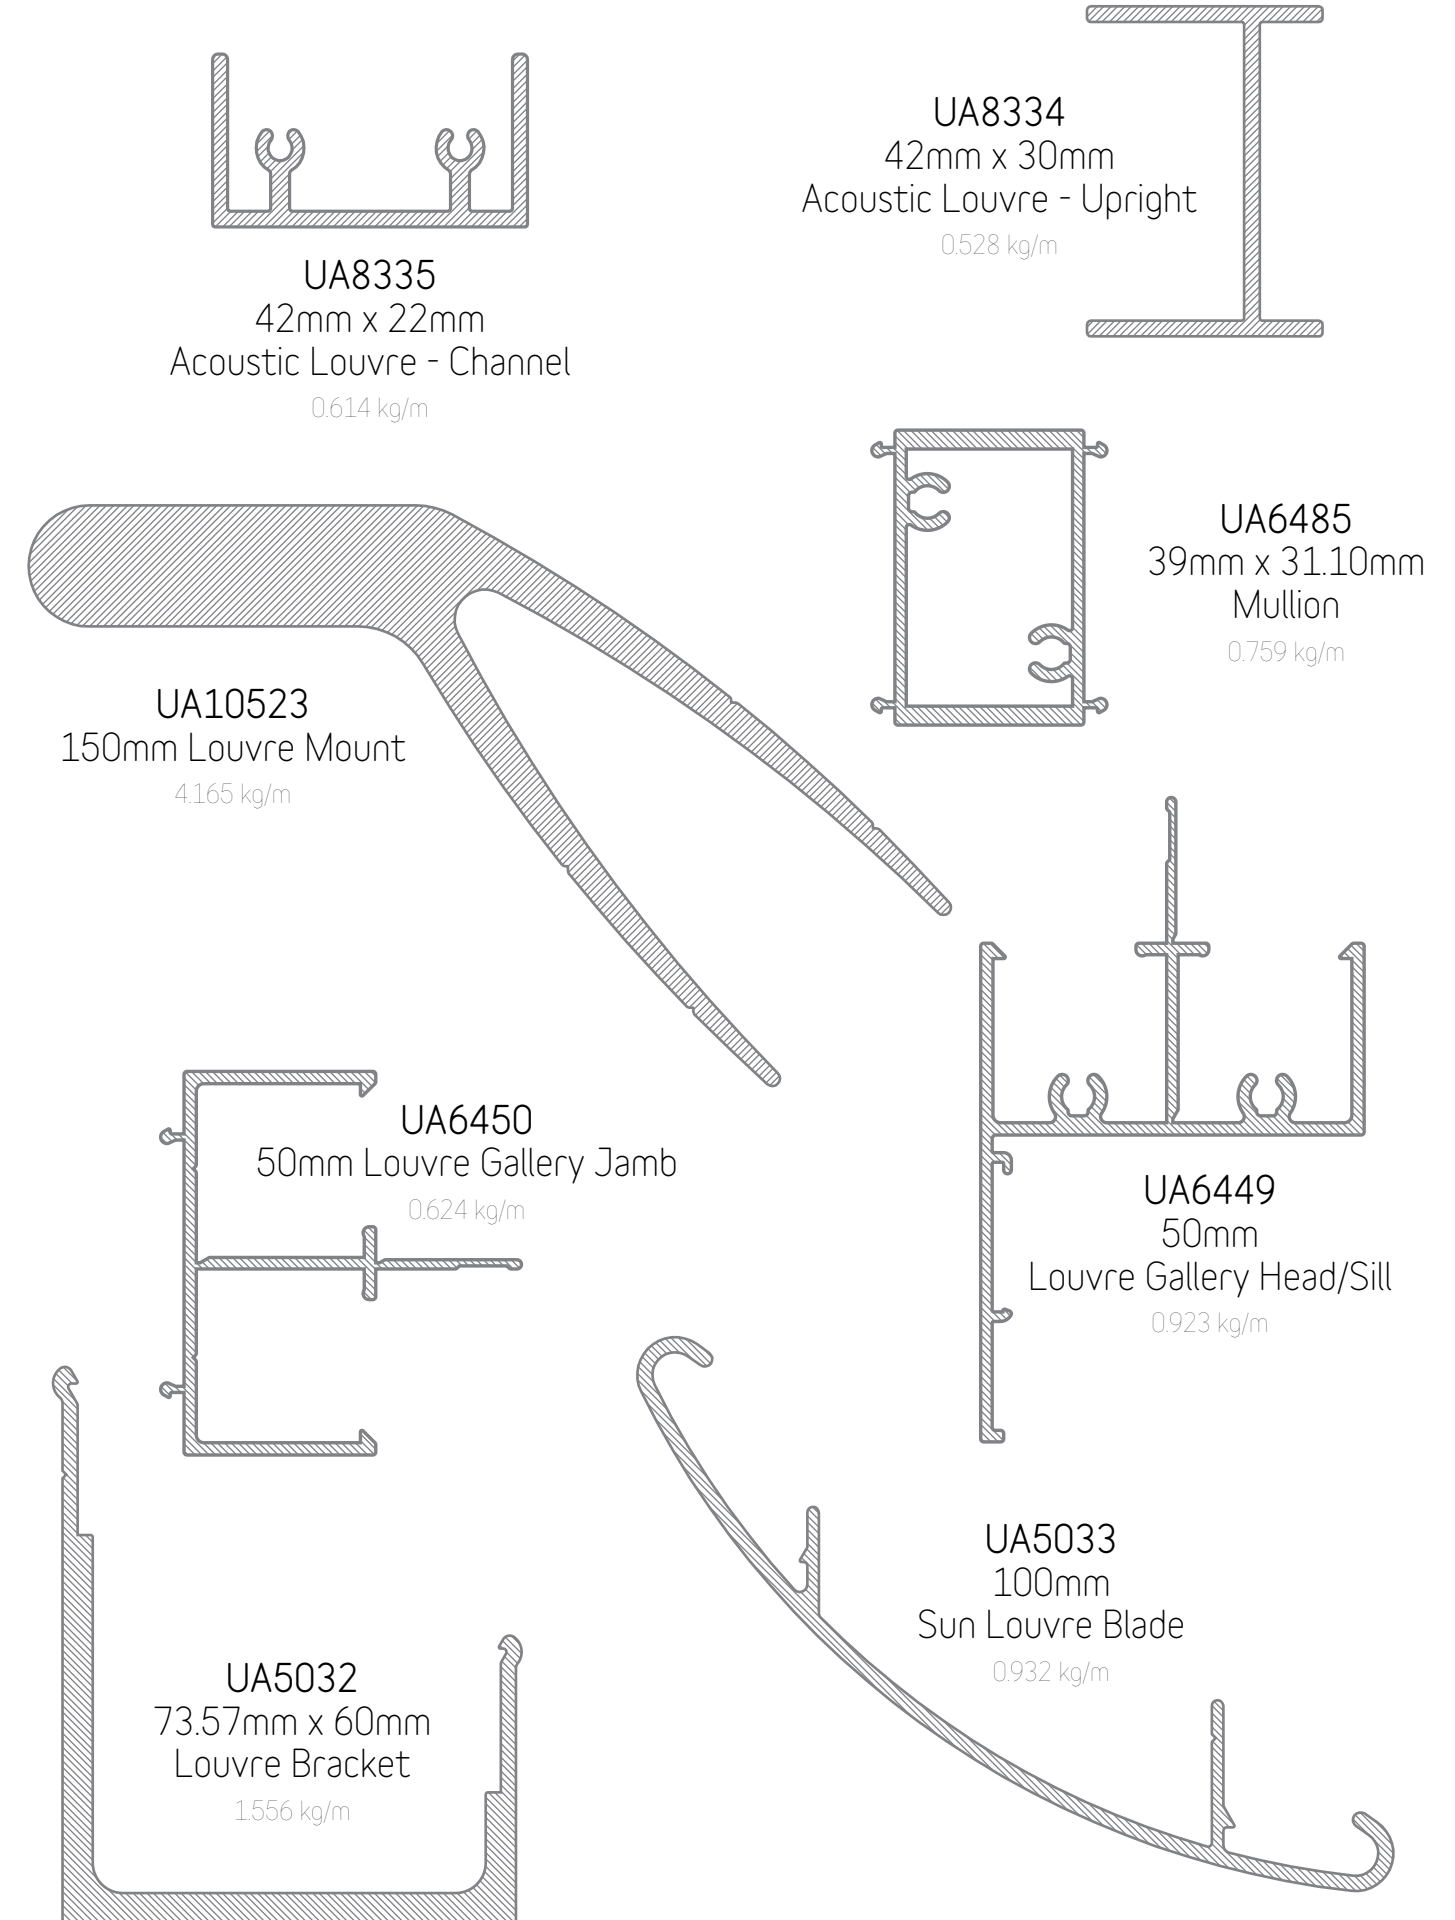 UA8334
42mm x 30mm
Acoustic Louvre - Upright
0.528 kg/m
UA8335
42mm x 22mm
Acoustic Louvre - Channel
0.614 kg/m
UA6485
39mm x 31.10mm
Mullion
0.759 kg/m
UA10523
150mm Louvre Mount
4.165 kg/m
UA6450
50mm Louvre Gallery Jamb
0.624 kg/m
UA6449
50mm
Louvre Gallery Head/Sill
0.923 kg/m
UA5033
100mm
Sun Louvre Blade
0.932 kg/m
UA5032
73.57mm x 60mm
Louvre Bracket
1.556 kg/m